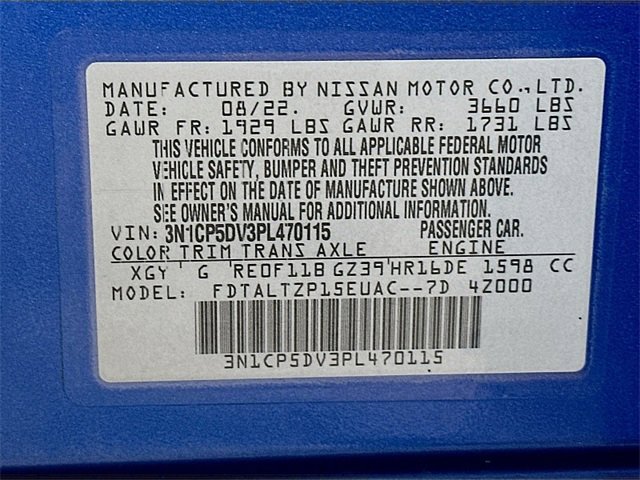 MANUFACTURED BY NISSAN MOTOR CO.,LTD.
DATE: 08/22. GVWR: 3660 LBS
GAWR FR: 1929 LBS GAWR RR: 1731 LBS
THIS VEHICLE CONFORMS TO ALL APPLICABLE FEDERAL MOTOR
VEHICLE SAFETY, BUMPER AND THEFT PREVENTION STANDARDS
IN EFFECT ON THE DATE OF MANUFACTURE SHOWN ABOVE.
SEE OWNER'S MANUAL FOR ADDITIONAL INFORMATION.
VIN: 3N1CP5DV3PL470115 PASSENGER CAR.
COLOR TRIM TRANS AXLE ENGINE
XGY G RE0F11B GZ39 HR16DE 1598 CC
MODEL: FDTALTZP15EUAC--7D 4Z000
3N1CP5DV3PL470115